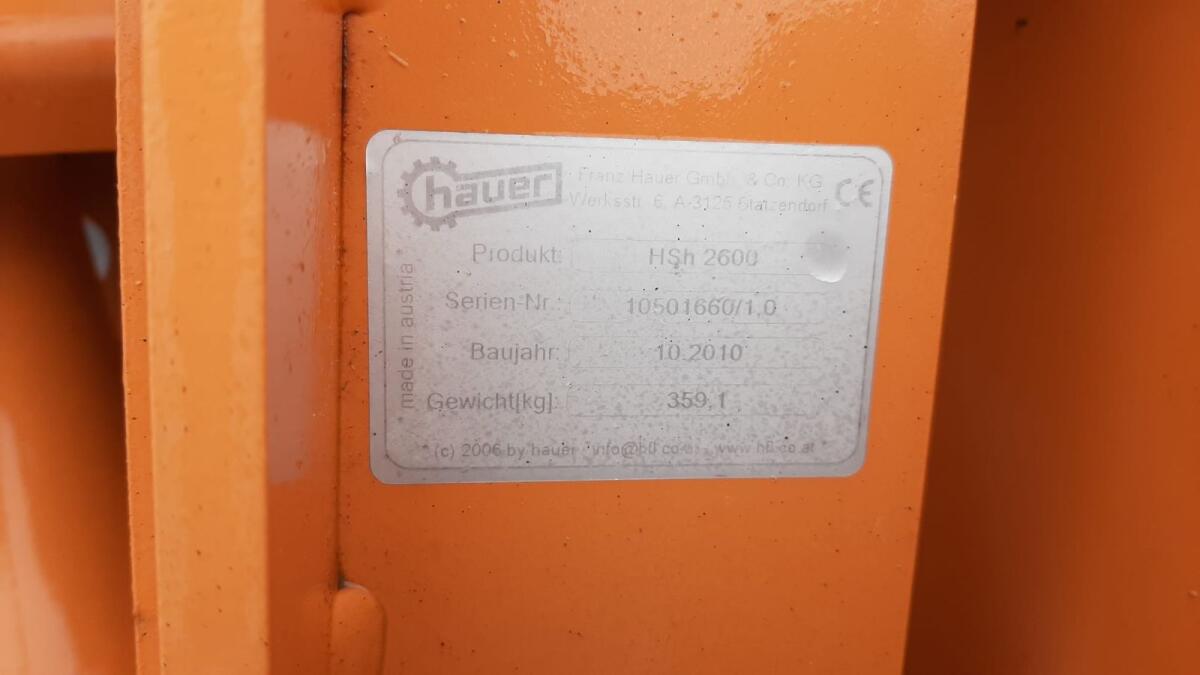 hauer
Franz Hauer GmbH & Co. KG
Werksstr. 6, A-3125 Statzendorf
CE
Produkt: HSh 2600
Serien-Nr.: 10501660/1,0
Baujahr: 10.2010
Gewicht[kg]: 359,1
(c) 2006 by hauer
* made in austria *